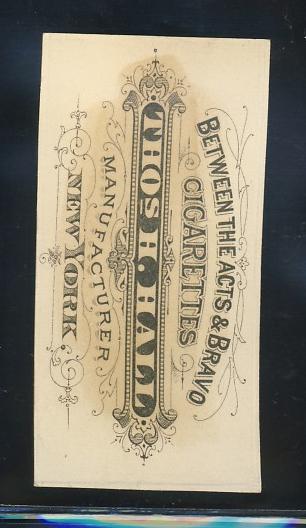 BETWEEN THE ACTS & BRAVO
CIGARETTES
THOS. H. HALL
MANUFACTURER
NEW YORK